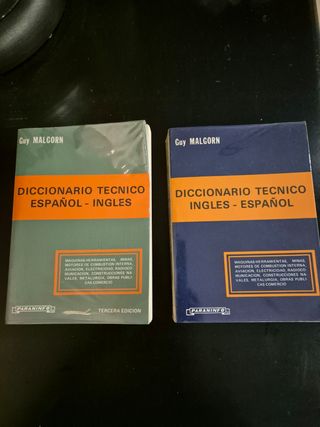 Guy MALGORN
DICCIONARIO TECNICO
ESPAÑOL - INGLES
MAQUINAS-HERRAMIENTAS, MINAS,
MOTORES DE COMBUSTION INTERNA,
AVIACION, ELECTRICIDAD, RADIOCO
MUNICACION, CONSTRUCCIONES NA-
VALES, METALURGIA, OBRAS PUBLI
CAS.COMERCIO
PARANINFO
TERCERA EDICION
Guy MALGORN
DICCIONARIO TECNICO
INGLES - ESPAÑOL
MAQUINAS-HERRAMIENTAS, MINAS,
MOTORES DE COMBUSTION INTERNA,
AVIACION, ELECTRICIDAD, RADIOCO
MUNICACION, CONSTRUCCIONES NA-
VALES, METALURGIA, OBRAS PUBLI
CAS.COMERCIO
PARANINFO